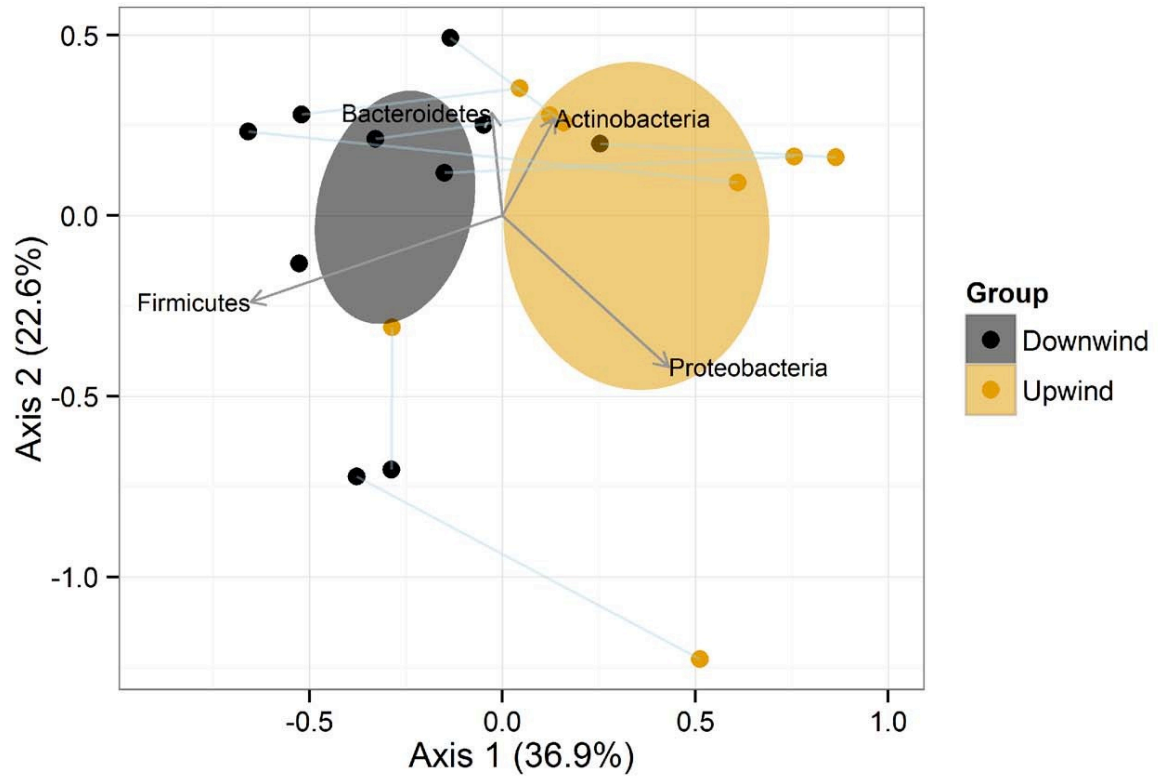 0.5
Bacteroidetes
Actinobacteria
0.0
Firmicutes
Proteobacteria
-0.5
-1.0
Axis 2 (22.6%)
-0.5
0.0
0.5
1.0
Axis 1 (36.9%)
Group
Downwind
Upwind